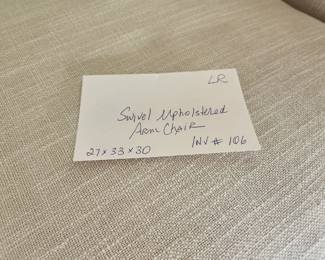 LR
Swivel Upholstered
Arm Chair
27 x 33 x 30 INV # 106